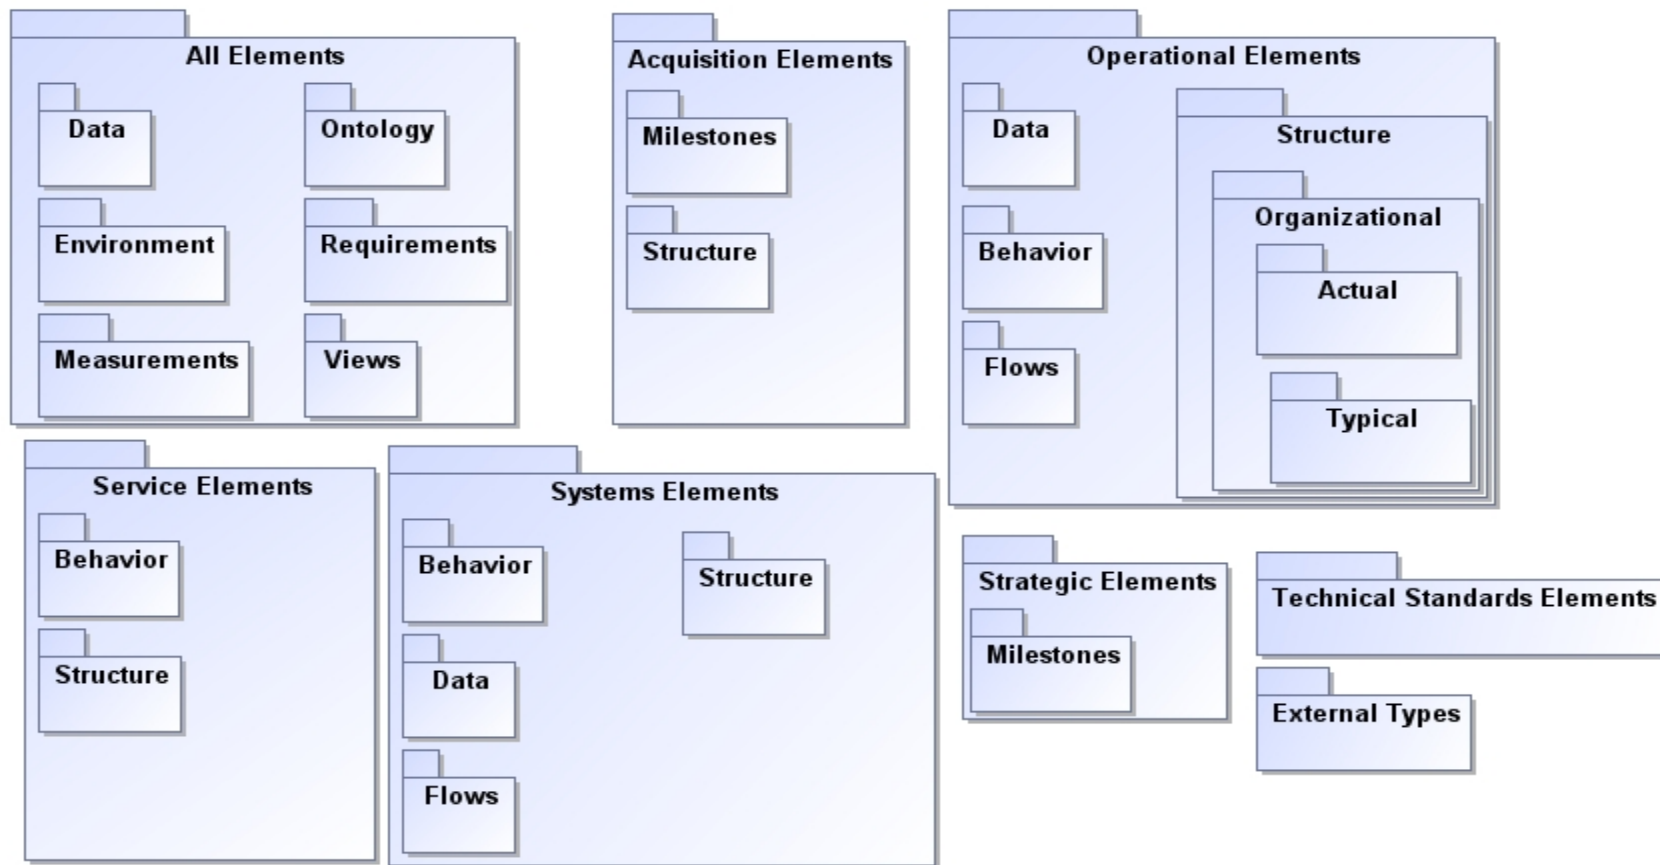 All Elements
Data
Ontology
Environment
Requirements
Measurements
Views
Acquisition Elements
Milestones
Structure
Operational Elements
Data
Behavior
Flows
Structure
Organizational
Actual
Typical
Service Elements
Behavior
Structure
Systems Elements
Behavior
Structure
Data
Flows
Strategic Elements
Milestones
Technical Standards Elements
External Types